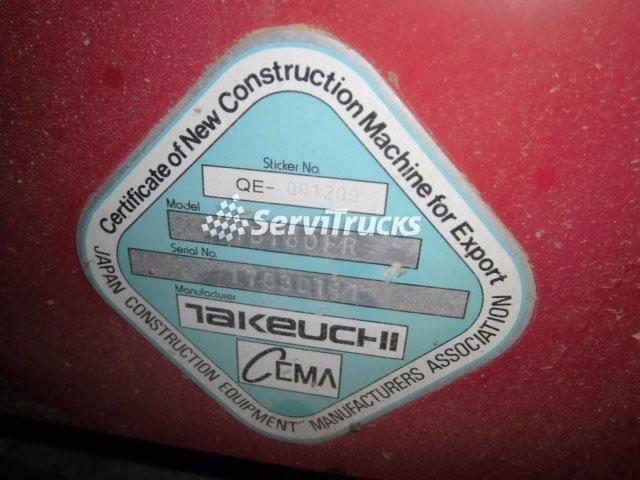 Certificate of New Construction Machine for Export
Sticker No.
QE- 001209
Model
ServiTrucks
Serial No.
Manufacturer
TAKEUCHI
CEMA
JAPAN CONSTRUCTION EQUIPMENT MANUFACTURERS ASSOCIATION